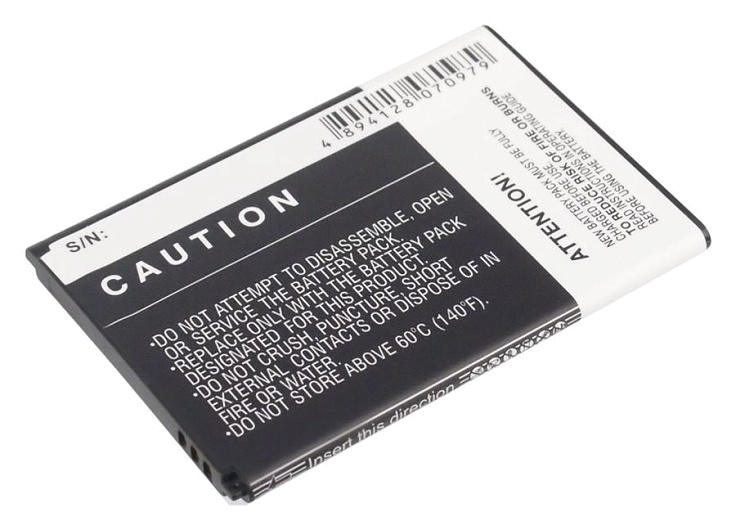 S/N:
4 894128 070979
CAUTION
•DO NOT ATTEMPT TO DISASSEMBLE, OPEN
OR SERVICE THE BATTERY PACK.
•REPLACE ONLY WITH THE BATTERY PACK
DESIGNATED FOR THIS PRODUCT.
•DO NOT CRUSH, PUNCTURE, SHORT
EXTERNAL CONTACTS OR DISPOSE OF IN
FIRE OR WATER.
•DO NOT STORE ABOVE 60°C (140°F).
ATTENTION!
NEW BATTERY PACK MUST BE FULLY
CHARGED BEFORE USE.
TO REDUCE RISK OF FIRE OR BURNS
READ INSTRUCTIONS IN OPERATING GUIDE
BEFORE USING THE BATTERY.
Insert this direction